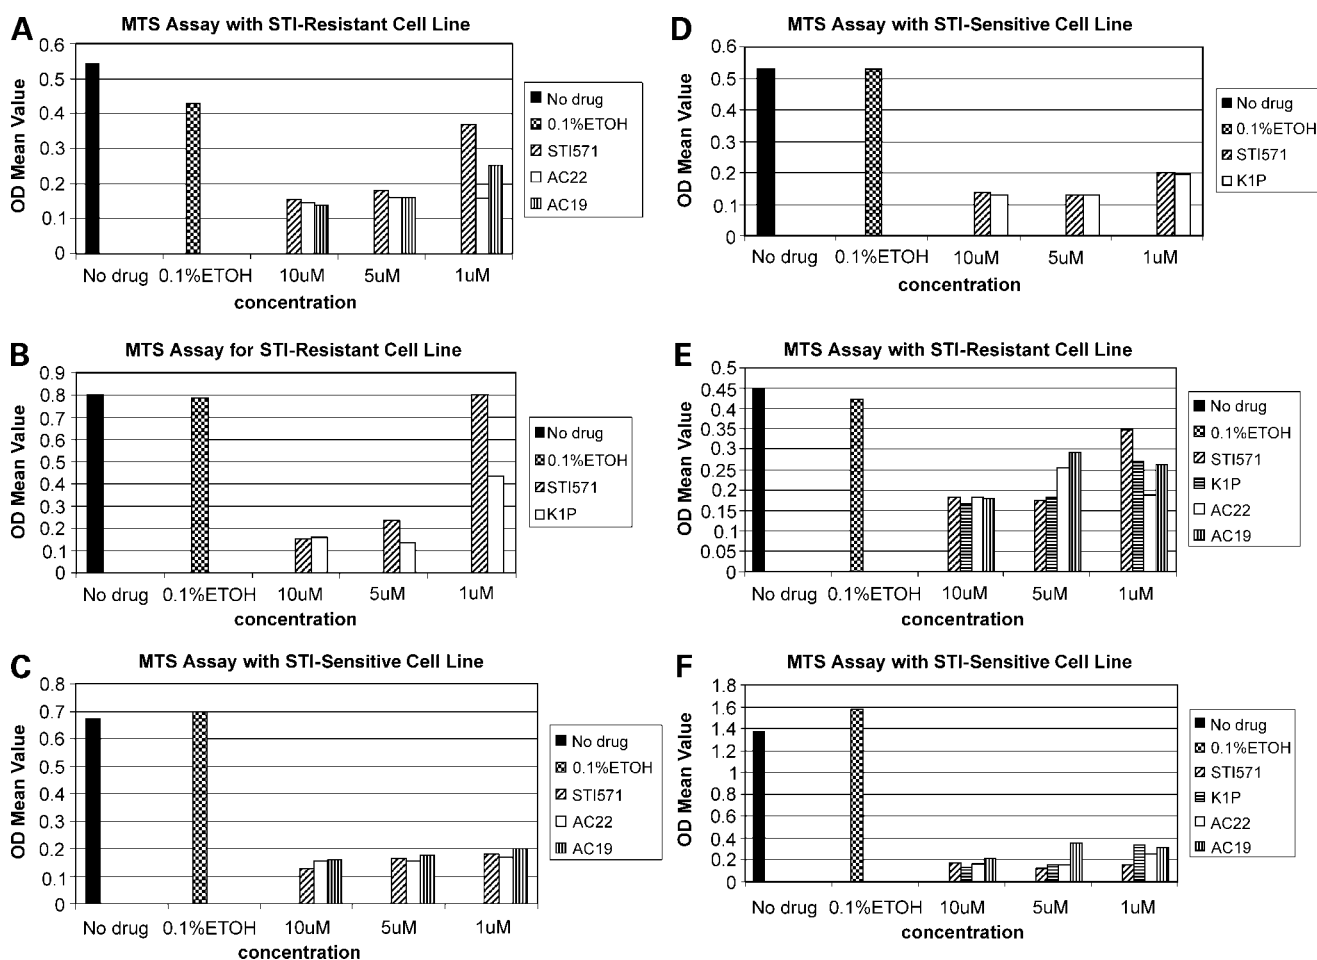 A
MTS Assay with STI-Resistant Cell Line
OD Mean Value
0.6
0.5
0.4
0.3
0.2
0.1
0
No drug
0.1%ETOH
10uM
5uM
1uM
concentration
No drug
0.1%ETOH
STI571
AC22
AC19
B
MTS Assay for STI-Resistant Cell Line
OD Mean Value
0.9
0.8
0.7
0.6
0.5
0.4
0.3
0.2
0.1
0
No drug
0.1%ETOH
10uM
5uM
1uM
concentration
No drug
0.1%ETOH
STI571
K1P
C
MTS Assay with STI-Sensitive Cell Line
OD Mean Value
0.8
0.7
0.6
0.5
0.4
0.3
0.2
0.1
0
No drug
0.1%ETOH
10uM
5uM
1uM
concentration
No drug
0.1%ETOH
STI571
AC22
AC19
D
MTS Assay with STI-Sensitive Cell Line
OD Mean Value
0.6
0.5
0.4
0.3
0.2
0.1
0
No drug
0.1%ETOH
10uM
5uM
1uM
concentration
No drug
0.1%ETOH
STI571
K1P
E
MTS Assay with STI-Resistant Cell Line
OD Mean Value
0.5
0.45
0.4
0.35
0.3
0.25
0.2
0.15
0.1
0.05
0
No drug
0.1%ETOH
10uM
5uM
1uM
concentration
No drug
0.1%ETOH
STI571
K1P
AC22
AC19
F
MTS Assay with STI-Sensitive Cell Line
OD Mean Value
1.8
1.6
1.4
1.2
1
0.8
0.6
0.4
0.2
0
No drug
0.1%ETOH
10uM
5uM
1uM
concentration
No drug
0.1%ETOH
STI571
K1P
AC22
AC19